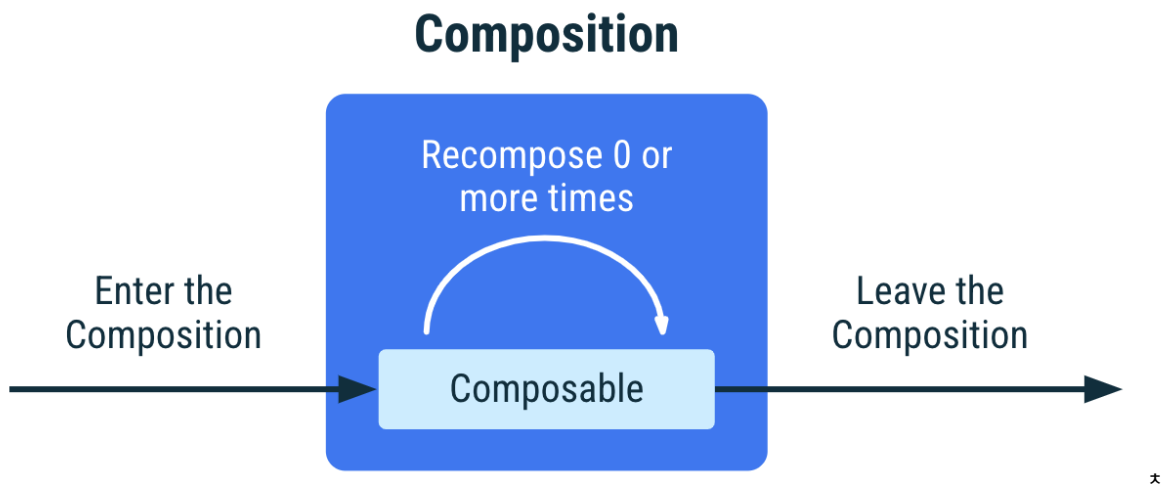 Composition
Recompose 0 or
more times
Enter the
Composition
Leave the
Composition
Composable